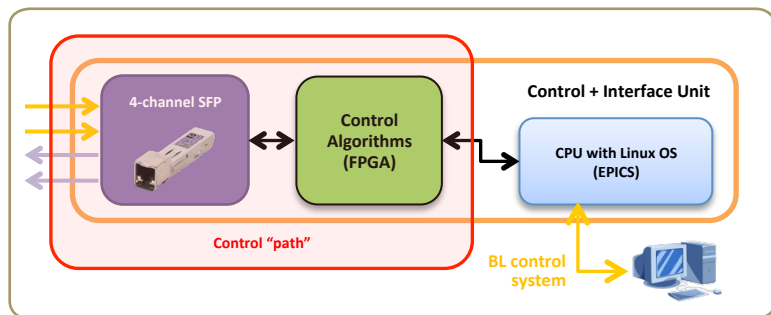 4-channel SFP
Control
Algorithms
(FPGA)
Control + Interface Unit
CPU with Linux OS
(EPICS)
Control “path”
BL control
system